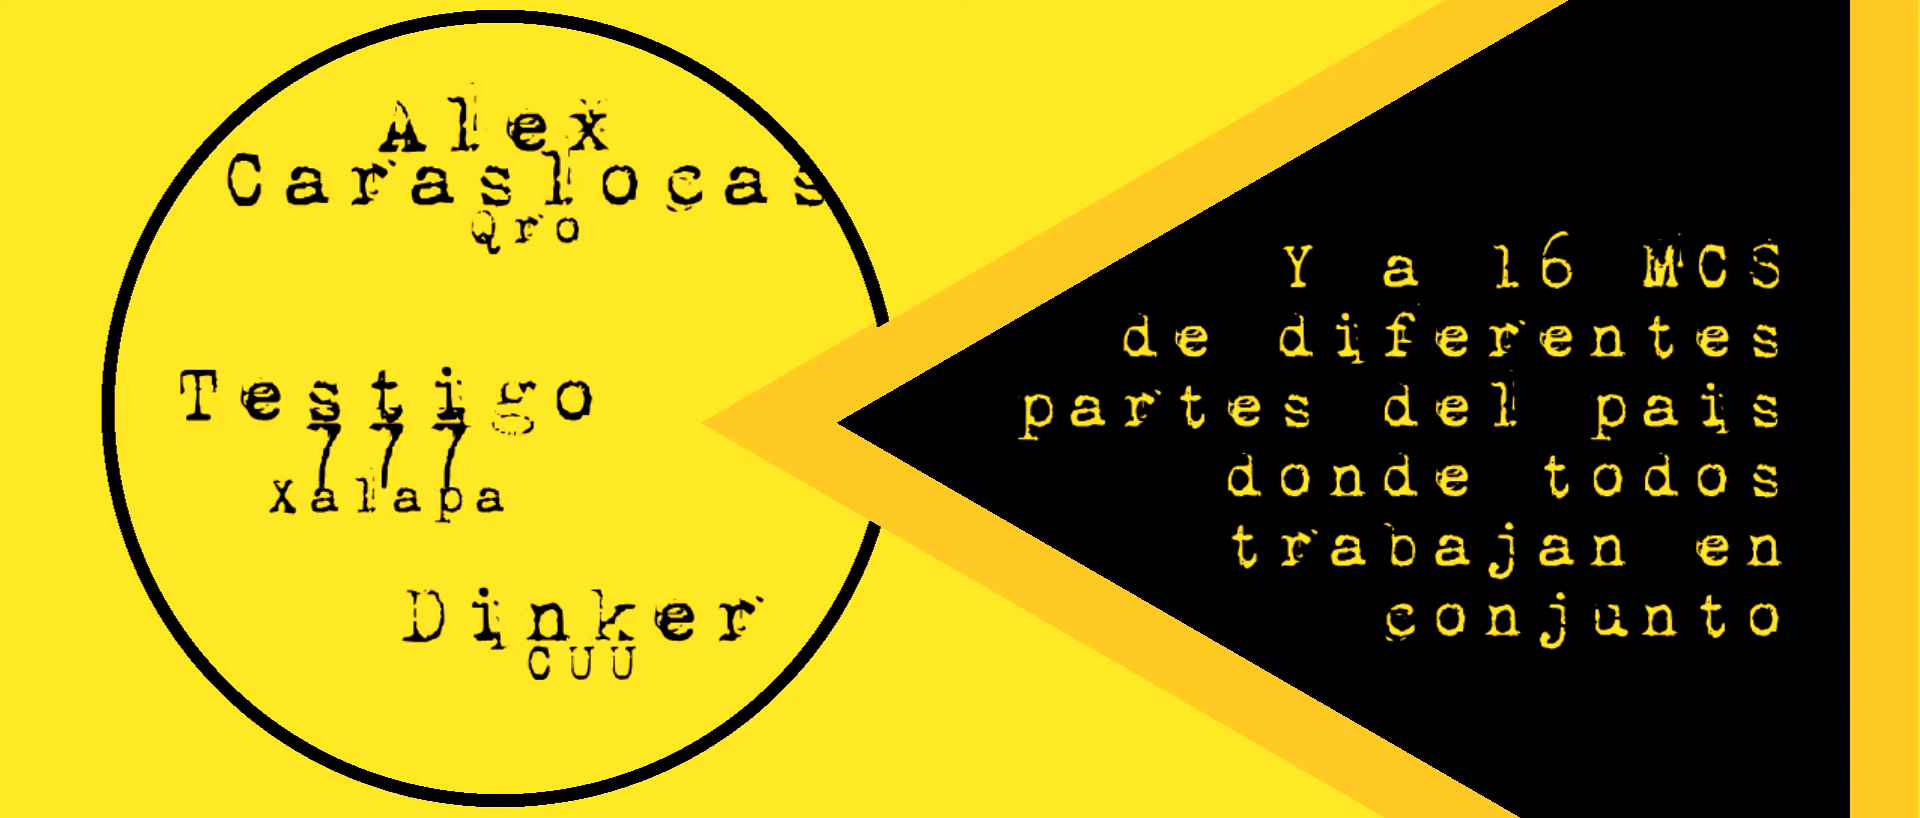 Alex
Caraslocas
Qro
Testigo
777
Xalapa
Dinker
CUU
Y a 16 MCS
de diferentes
partes del pais
donde todos
trabajan en
conjunto